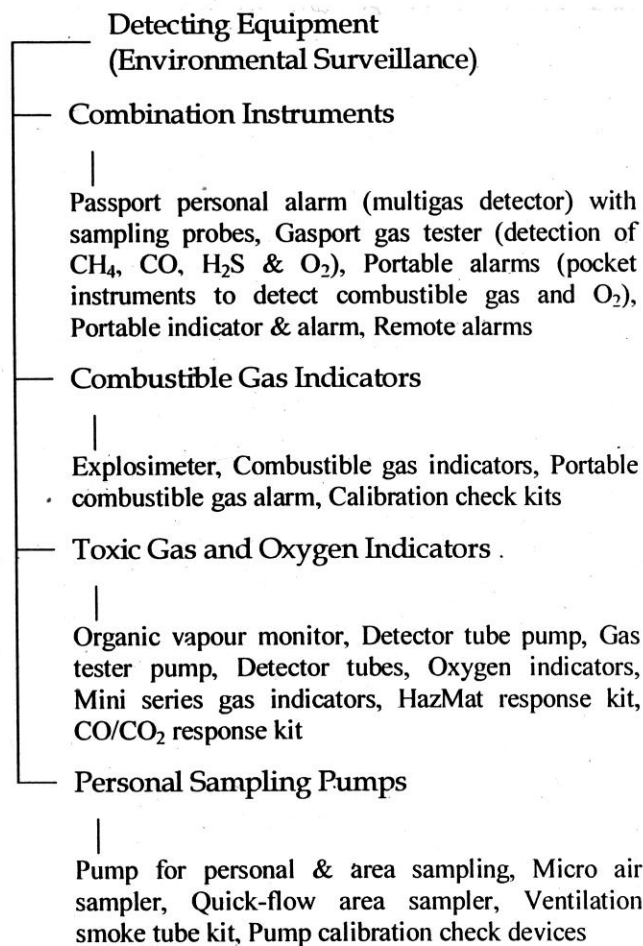 Detecting Equipment
(Environmental Surveillance)
Combination Instruments
Passport personal alarm (multigas detector) with
sampling probes, Gasport gas tester (detection of
CH₄, CO, H₂S & O₂), Portable alarms (pocket
instruments to detect combustible gas and O₂),
Portable indicator & alarm, Remote alarms
Combustible Gas Indicators
Explosimeter, Combustible gas indicators, Portable
combustible gas alarm, Calibration check kits
Toxic Gas and Oxygen Indicators
Organic vapour monitor, Detector tube pump, Gas
tester pump, Detector tubes, Oxygen indicators,
Mini series gas indicators, HazMat response kit,
CO/CO₂ response kit
Personal Sampling Pumps
Pump for personal & area sampling, Micro air
sampler, Quick-flow area sampler, Ventilation
smoke tube kit, Pump calibration check devices